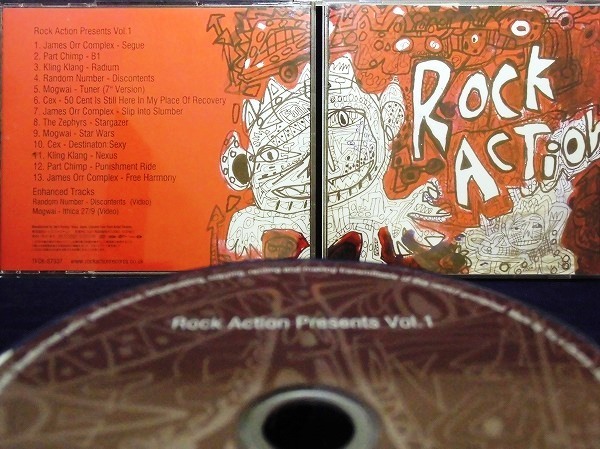 Rock Action Presents Vol.1
1. James Orr Complex - Segue
2. Part Chimp - 81
3. Kling Klang - Radium
4. Random Number - Discontents
5. Mogwai - Tuner (7" Version)
6. Cex - 50 Cent Is Still Here In My Place Of Recovery
7. James Orr Complex - Slip Into Slumber
8. The Zephyrs - Stargazer
9. Mogwai - Star Wars
10. Cex - Destinaton Sexy
11. Kling Klang - Nexus
12. Part Chimp - Punishment Ride
13. James Orr Complex - Free Harmony
Enhanced Tracks
Random Number - Discontents (Video)
Mogwai - Ithica 27/9 (Video)
www.rockactionrecords.co.uk
ROCK
ACTION
Rock Action Presents Vol.1